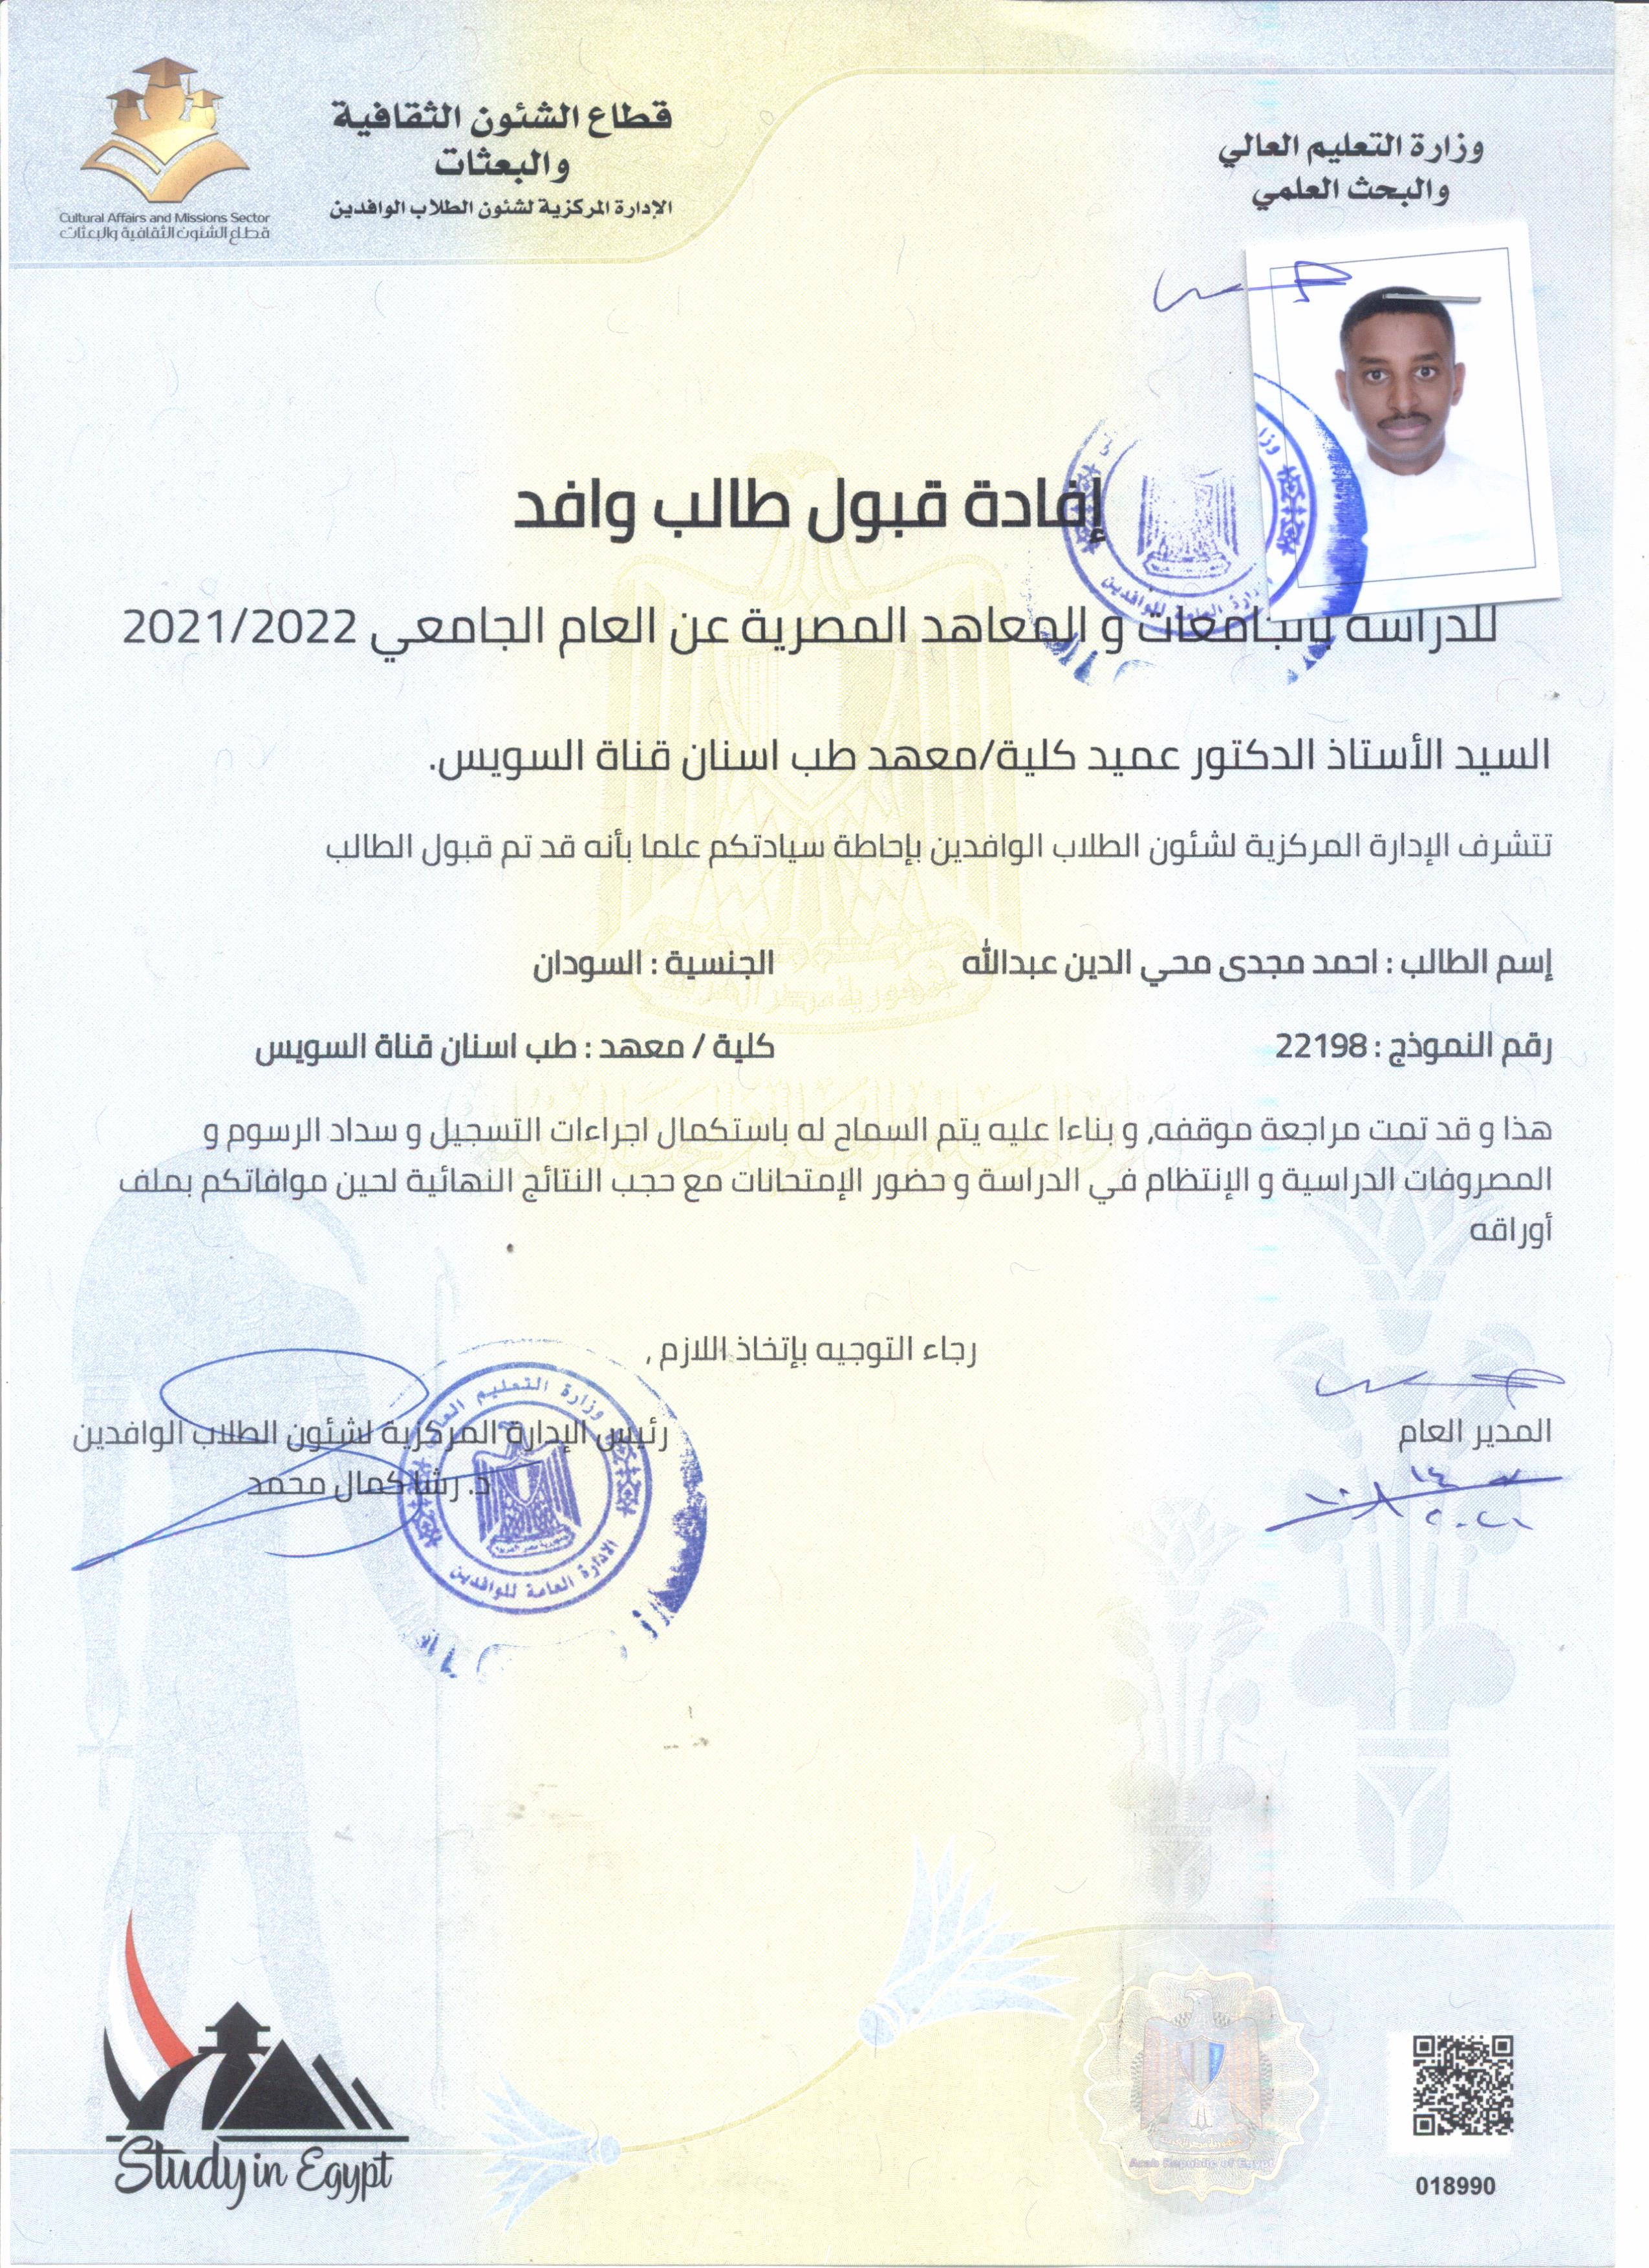 وزارة التعليم العالي
والبحث العلمي
قطاع الشئون الثقافية
والبعثات
الإدارة المركزية لشئون الطلاب الوافدين
Cultural Affairs and Missions Sector
قطاع الشئون الثقافية والبعثات
إفادة قبول طالب وافد
للدراسة بالجامعات و المعاهد المصرية عن العام الجامعي 2021/2022
السيد الأستاذ الدكتور عميد كلية/معهد طب اسنان قناة السويس.
تتشرف الإدارة المركزية لشئون الطلاب الوافدين بإحاطة سيادتكم علما بأنه قد تم قبول الطالب
إسم الطالب : احمد مجدى محي الدين عبدالله الجنسية : السودان
رقم النموذج : 22198 كلية / معهد : طب اسنان قناة السويس
هذا و قد تمت مراجعة موقفه, و بناءا عليه يتم السماح له باستكمال اجراءات التسجيل و سداد الرسوم و
المصروفات الدراسية و الإنتظام في الدراسة و حضور الإمتحانات مع حجب النتائج النهائية لحين موافاتكم بملف
أوراقه
رجاء التوجيه بإتخاذ اللازم ,
المدير العام
رئيس الإدارة المركزية لشئون الطلاب الوافدين
د. رشا كمال محمد
وزارة التعليم العالي
الادارة العامة للوافدين
Study in Egypt
Arab Republic of Egypt
018990